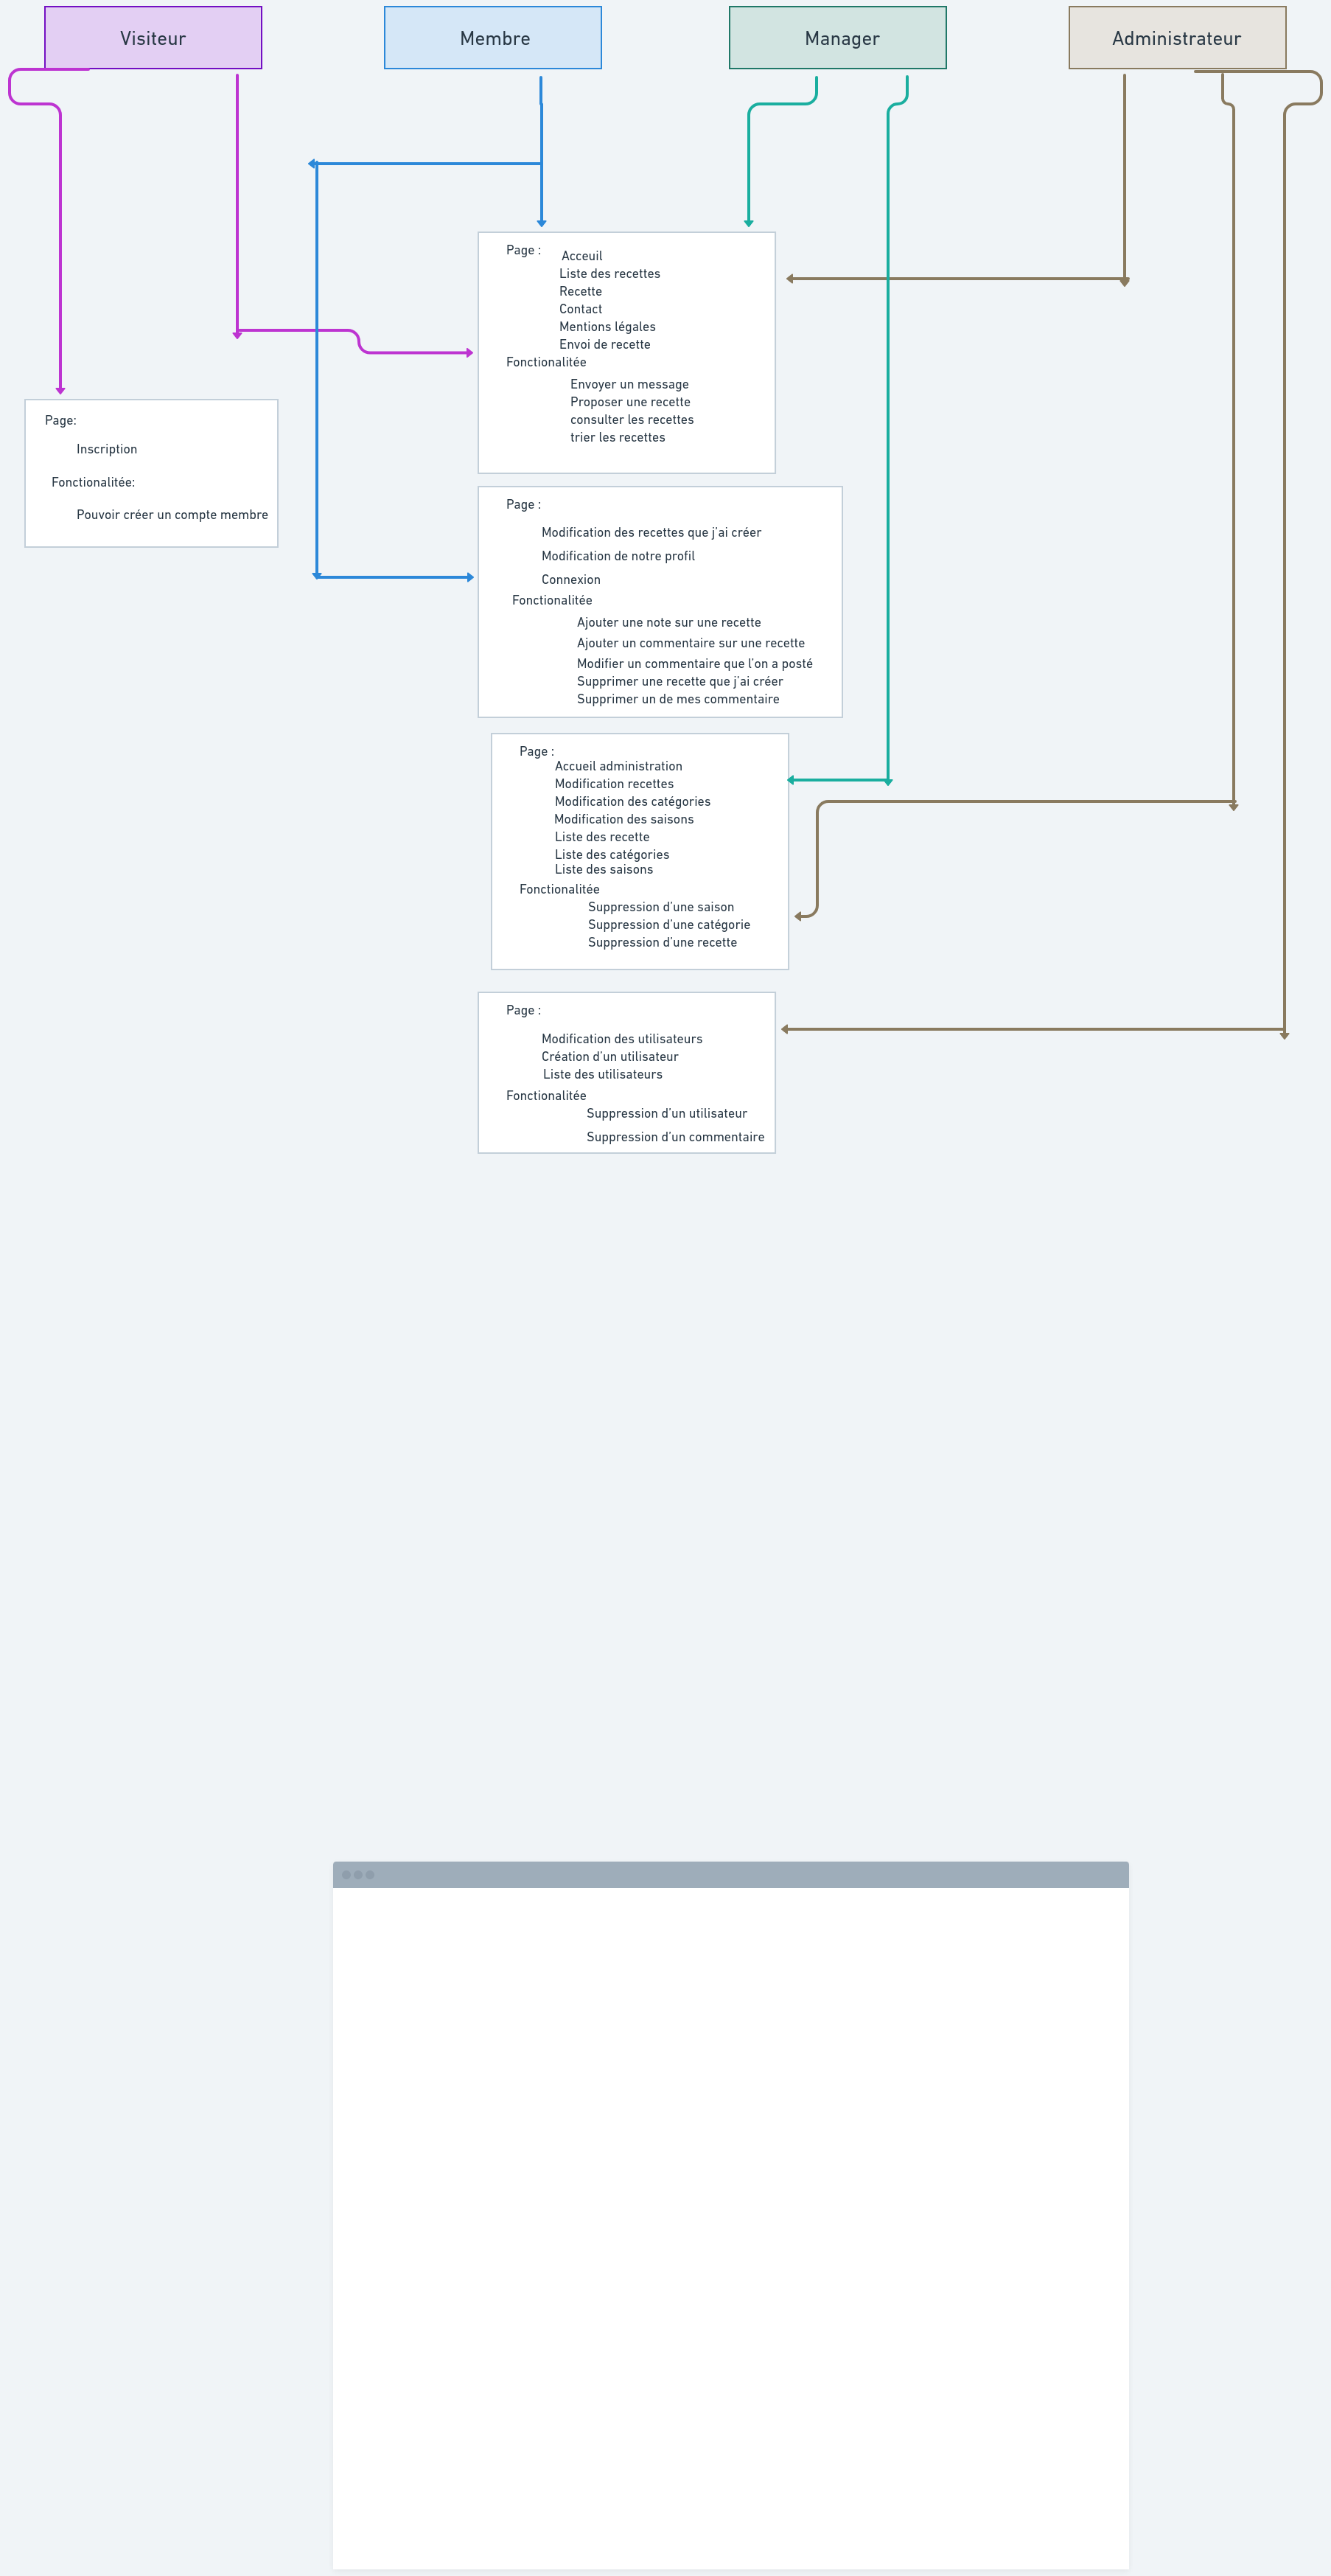 Visiteur
Membre
Manager
Administrateur
Page :
Acceuil
Liste des recettes
Recette
Contact
Mentions légales
Envoi de recette
Fonctionalitée
Envoyer un message
Proposer une recette
consulter les recettes
trier les recettes
Page:
Inscription
Fonctionalitée:
Pouvoir créer un compte membre
Page :
Modification des recettes que j'ai créer
Modification de notre profil
Connexion
Fonctionalitée
Ajouter une note sur une recette
Ajouter un commentaire sur une recette
Modifier un commentaire que l'on a posté
Supprimer une recette que j'ai créer
Supprimer un de mes commentaire
Page :
Accueil administration
Modification recettes
Modification des catégories
Modification des saisons
Liste des recette
Liste des catégories
Liste des saisons
Fonctionalitée
Suppression d'une saison
Suppression d'une catégorie
Suppression d'une recette
Page :
Modification des utilisateurs
Création d'un utilisateur
Liste des utilisateurs
Fonctionalitée
Suppression d'un utilisateur
Suppression d'un commentaire